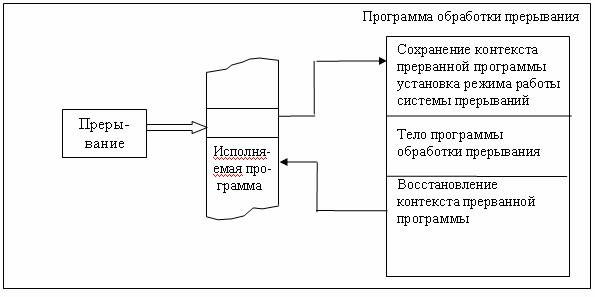 Программа обработки прерывания
Сохранение контекста
прерванной программы
установка режима работы
системы прерываний
Преры-
вание
Исполня-
емая про-
грамма
Тело программы
обработки прерывания
Восстановление
контекста прерванной
программы